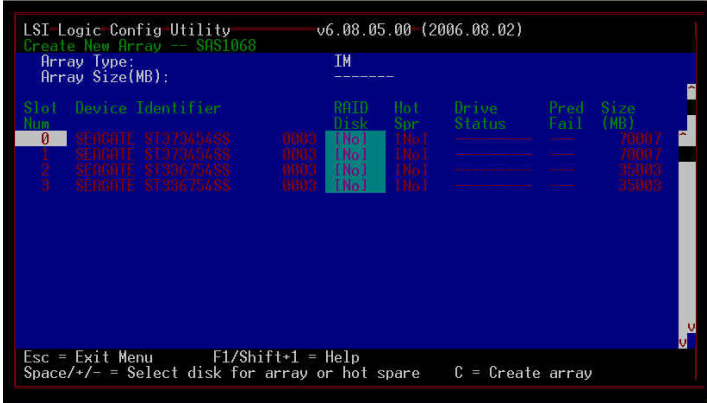 LSI Logic Config Utility v6.08.05.00 (2006.08.02)
Create New Array -- SAS1068
Array Type: IM
Array Size(MB): -------
Slot Device Identifier RAID Hot Drive Pred Size
Num Disk Spr Status Fail (MB)
0 SEAGATE ST373454SS 0003 [No] [No] -------- --- 70007
1 SEAGATE ST373454SS 0003 [No] [No] -------- --- 70007
2 SEAGATE ST336754SS 0003 [No] [No] -------- --- 35003
3 SEAGATE ST336754SS 0003 [No] [No] -------- --- 35003
Esc = Exit Menu F1/Shift+1 = Help
Space/+/- = Select disk for array or hot spare C = Create array